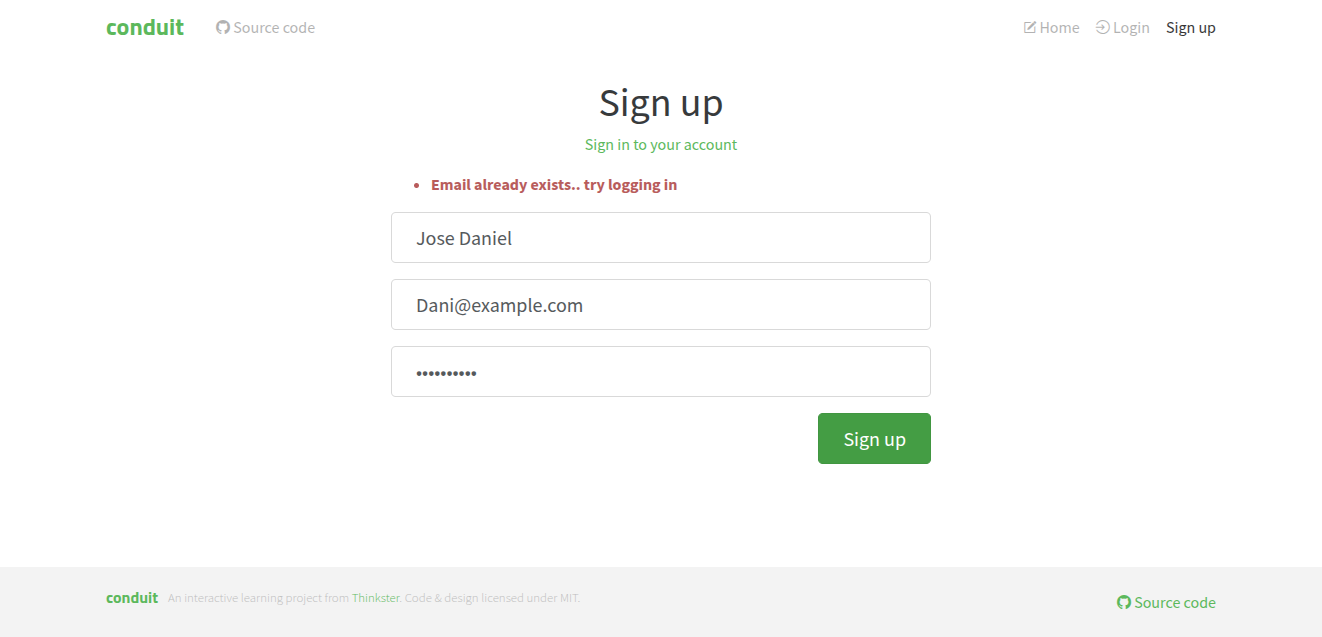 conduit Source code Home Login Sign up
Sign up
Sign in to your account
• Email already exists.. try logging in
Jose Daniel
Dani@example.com
••••••••••
Sign up
conduit An interactive learning project from Thinkster. Code & design licensed under MIT. Source code